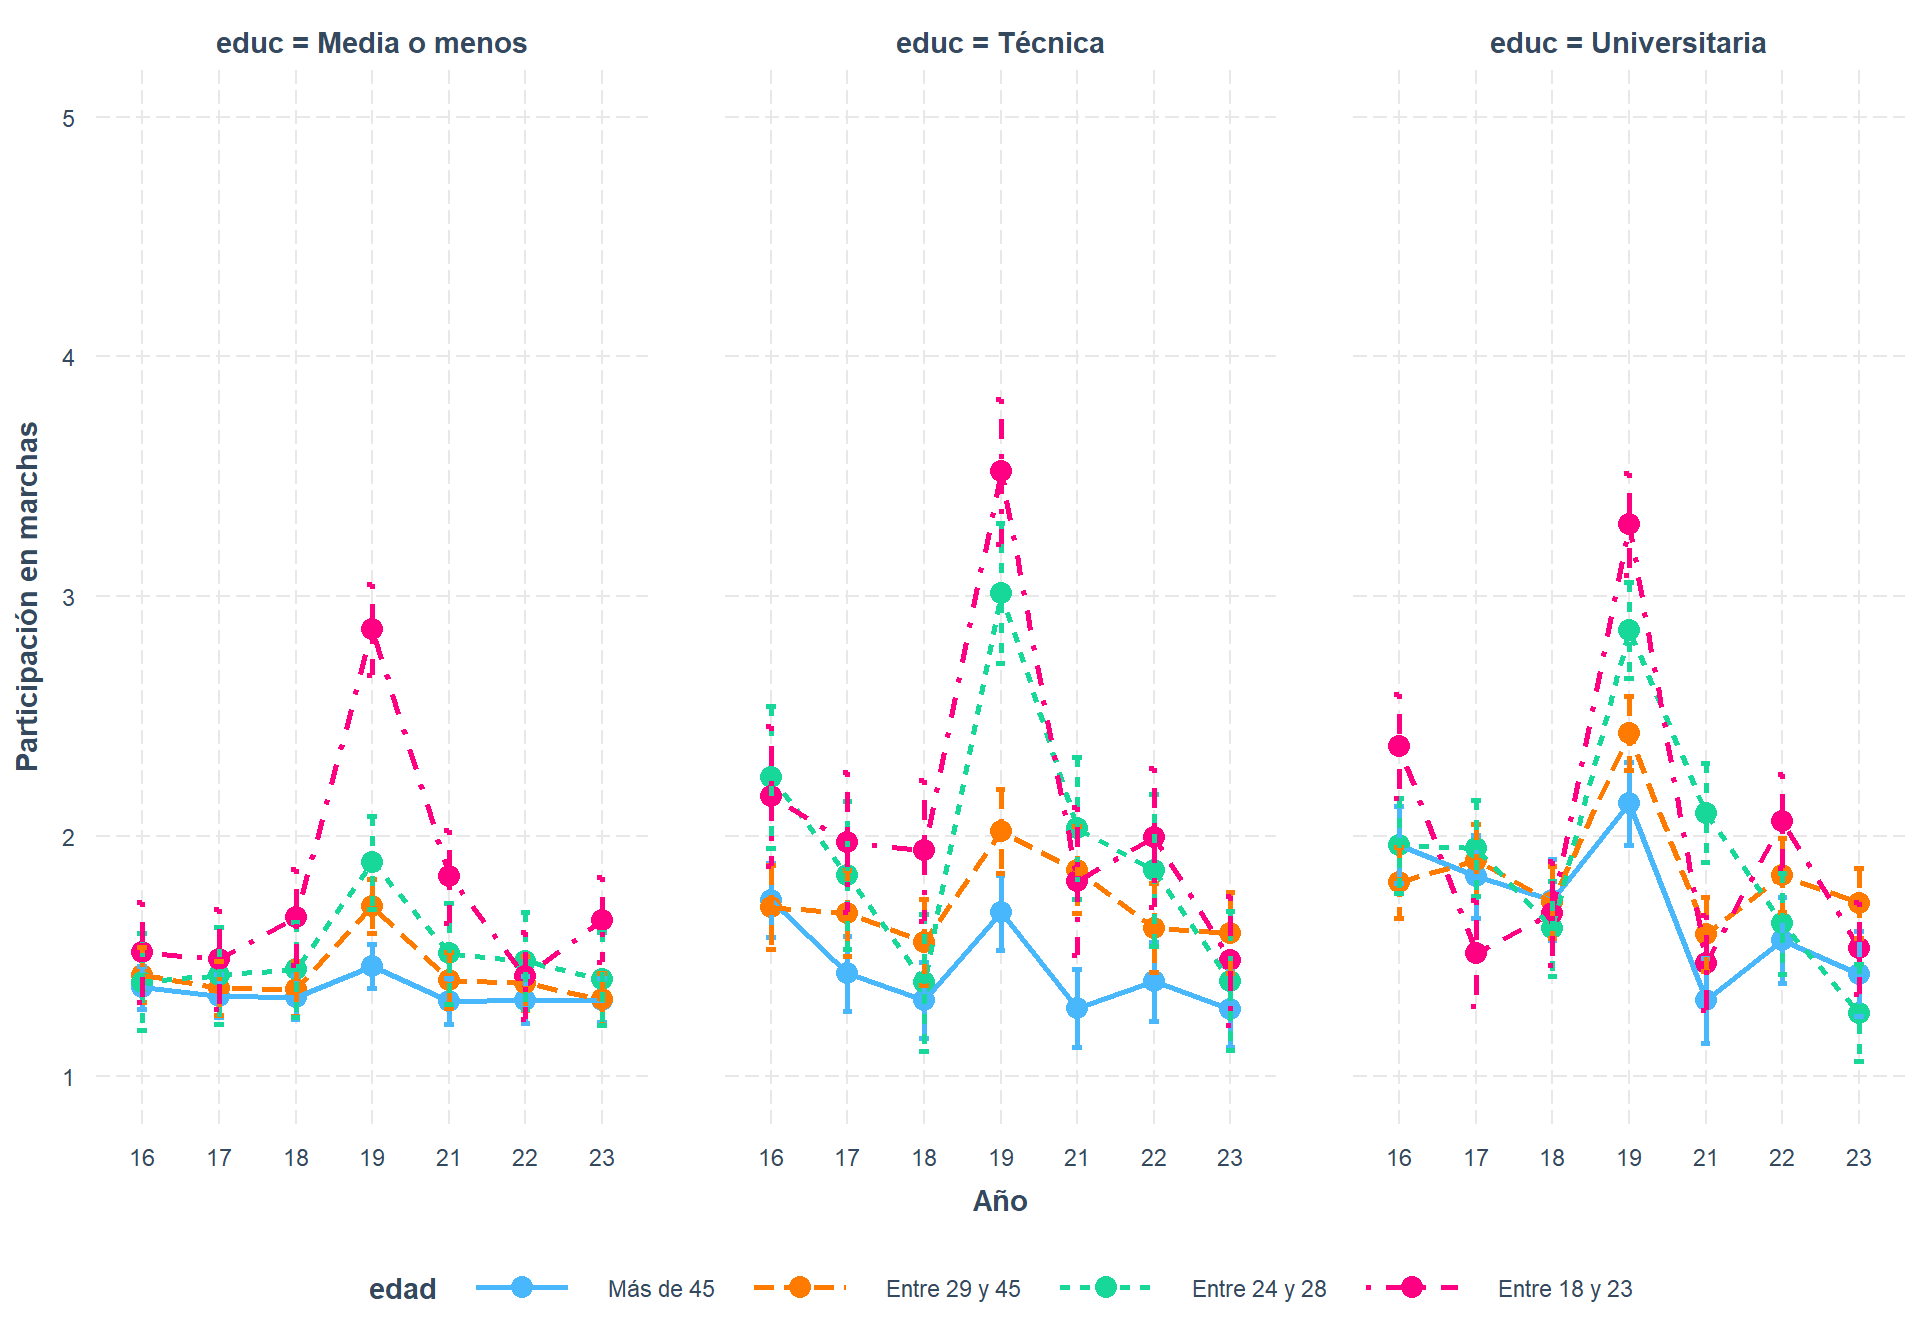 educ = Media o menos
educ = Técnica
educ = Universitaria
Participación en marchas
5
4
3
2
1
16 17 18 19 21 22 23
16 17 18 19 21 22 23
16 17 18 19 21 22 23
Año
edad Más de 45 Entre 29 y 45 Entre 24 y 28 Entre 18 y 23